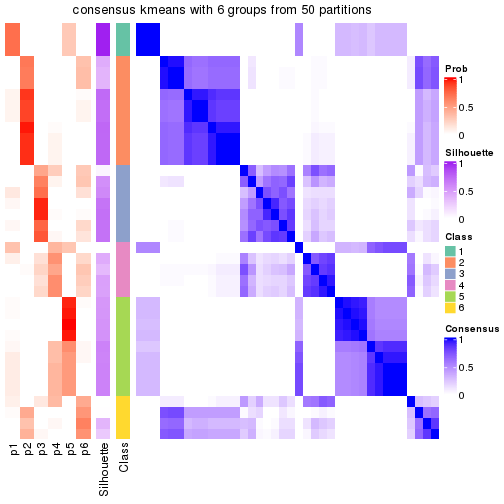 consensus kmeans with 6 groups from 50 partitions
p1
p2
p3
p4
p5
p6
Silhouette
Class
Prob
1
0.5
0
Silhouette
1
0.5
0
Class
1
2
3
4
5
6
Consensus
1
0.5
0